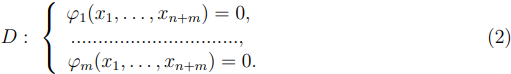 φ₁(x₁, . . . , xₙ₊ₘ) = 0,
D : { ................................, (2)
φₘ(x₁, . . . , xₙ₊ₘ) = 0.